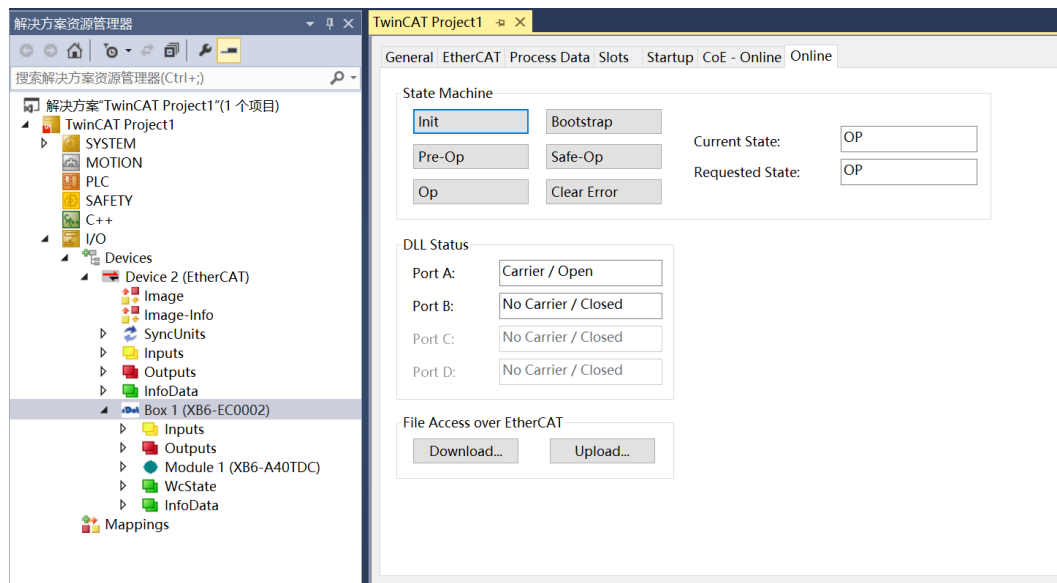 解决方案资源管理器
搜索解决方案资源管理器(Ctrl+;)
解决方案"TwinCAT Project1"(1 个项目)
TwinCAT Project1
SYSTEM
MOTION
PLC
SAFETY
C++
I/O
Devices
Device 2 (EtherCAT)
Image
Image-Info
SyncUnits
Inputs
Outputs
InfoData
Box 1 (XB6-EC0002)
Inputs
Outputs
Module 1 (XB6-A40TDC)
WcState
InfoData
Mappings
TwinCAT Project1
General EtherCAT Process Data Slots Startup CoE - Online Online
State Machine
Init Bootstrap
Pre-Op Safe-Op
Op Clear Error
Current State: OP
Requested State: OP
DLL Status
Port A: Carrier / Open
Port B: No Carrier / Closed
Port C: No Carrier / Closed
Port D: No Carrier / Closed
File Access over EtherCAT
Download... Upload...